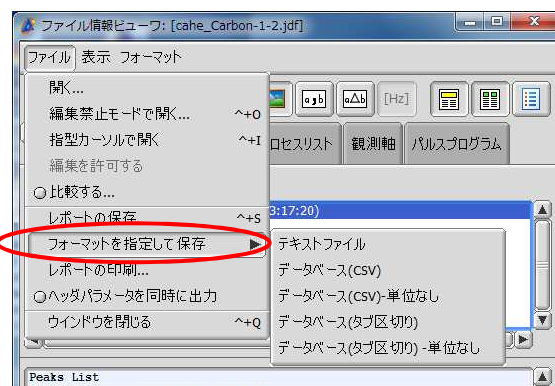 ファイル情報ビューワ: [cahe_Carbon-1-2.jdf]
ファイル 表示 フォーマット
開く...
編集禁止モードで開く... ^+O
指型カーソルで開く ^+I
編集を許可する
比較する...
レポートの保存 ^+S
フォーマットを指定して保存
レポートの印刷...
ヘッダパラメータを同時に出力
ウインドウを閉じる ^+Q
a,b
aΔb
[Hz]
ロセスリスト 観測軸 パルスプログラム
3:17:20)
テキストファイル
データベース(CSV)
データベース(CSV)-単位なし
データベース(タブ区切り)
データベース(タブ区切り) -単位なし
Peaks List